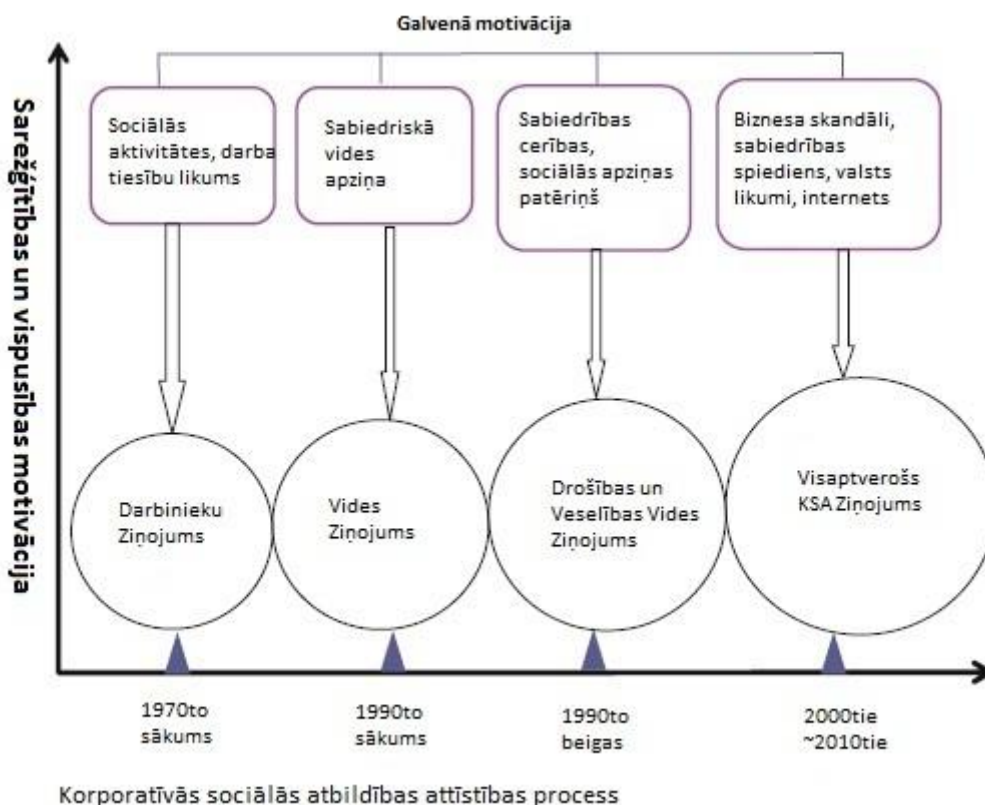 Galvenā motivācija
Sarežģītības un vispusības motivācija
Sociālās
aktivitātes, darba
tiesību likums
Sabiedriskā
vides
apziņa
Sabiedrības
cerības,
sociālās apziņas
patēriņš
Biznesa skandāli,
sabiedrības
spiediens, valsts
likumi, internets
Darbinieku
Ziņojums
Vides
Ziņojums
Drošības un
Veselības Vides
Ziņojums
Visaptverošs
KSA Ziņojums
1970to
sākums
1990to
sākums
1990to
beigas
2000tie
~2010tie
Korporatīvās sociālās atbildības attīstības process